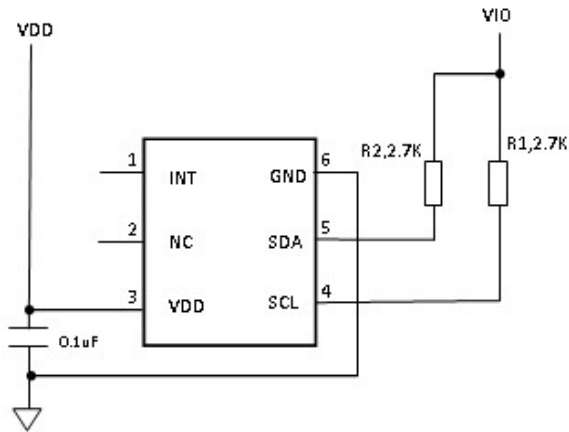 VDD
VIO
R2,2.7K
R1,2.7K
1
INT
GND
6
2
NC
SDA
5
3
VDD
SCL
4
0.1uF